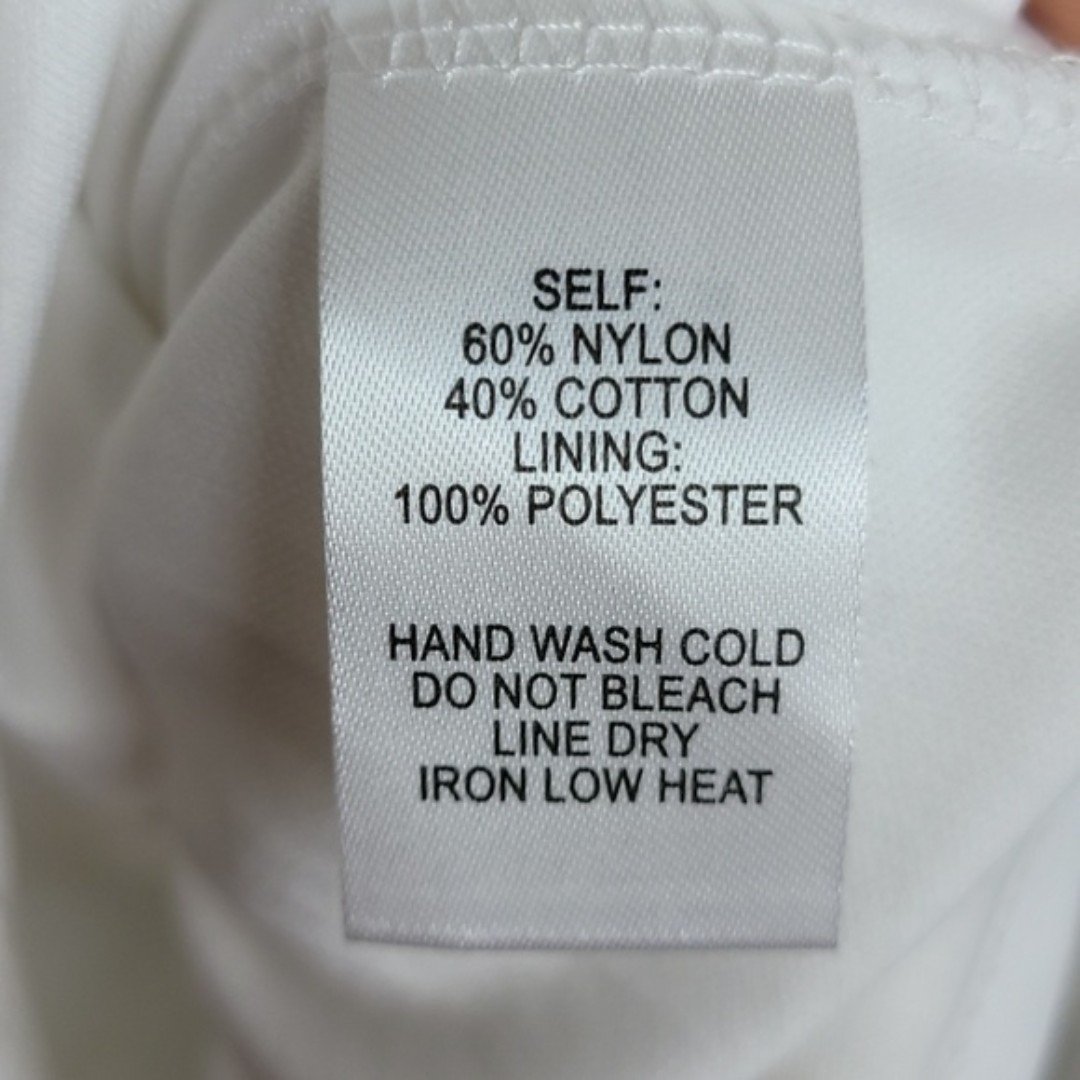 SELF:
60% NYLON
40% COTTON
LINING:
100% POLYESTER
HAND WASH COLD
DO NOT BLEACH
LINE DRY
IRON LOW HEAT